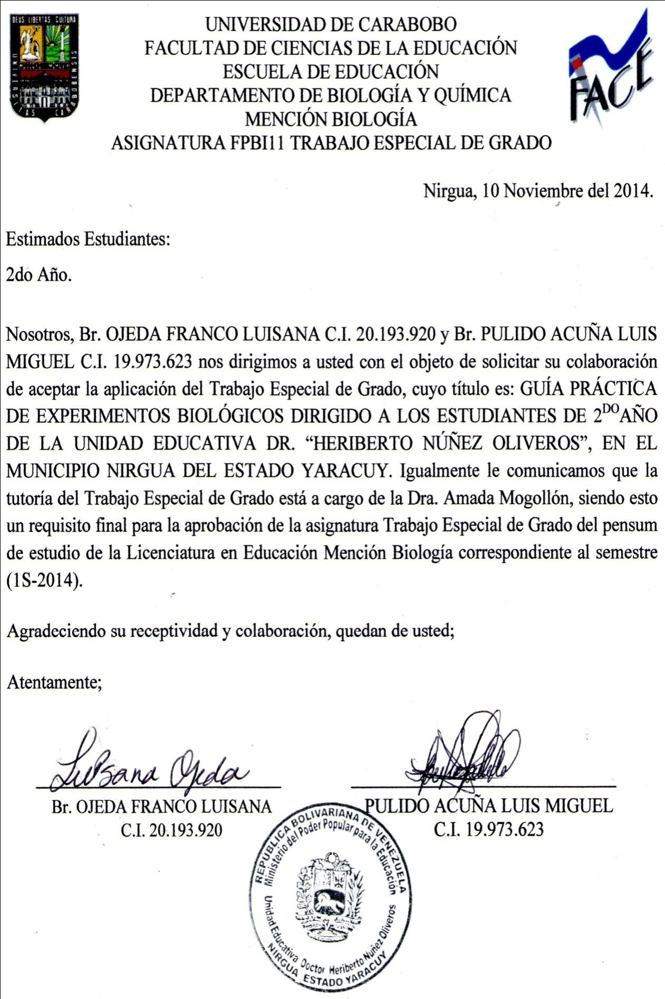 DEUS LIBERTAS CULTURA
UNIVERSITAS CARABOBENSIS
FACE
UNIVERSIDAD DE CARABOBO
FACULTAD DE CIENCIAS DE LA EDUCACIÓN
ESCUELA DE EDUCACIÓN
DEPARTAMENTO DE BIOLOGÍA Y QUÍMICA
MENCIÓN BIOLOGÍA
ASIGNATURA FPBI11 TRABAJO ESPECIAL DE GRADO
Nirgua, 10 Noviembre del 2014.
Estimados Estudiantes:
2do Año.
Nosotros, Br. OJEDA FRANCO LUISANA C.I. 20.193.920 y Br. PULIDO ACUÑA LUIS
MIGUEL C.I. 19.973.623 nos dirigimos a usted con el objeto de solicitar su colaboración
de aceptar la aplicación del Trabajo Especial de Grado, cuyo título es: GUÍA PRÁCTICA
DE EXPERIMENTOS BIOLÓGICOS DIRIGIDO A LOS ESTUDIANTES DE 2DO AÑO
DE LA UNIDAD EDUCATIVA DR. “HERIBERTO NÚÑEZ OLIVEROS”, EN EL
MUNICIPIO NIRGUA DEL ESTADO YARACUY. Igualmente le comunicamos que la
tutoría del Trabajo Especial de Grado está a cargo de la Dra. Amada Mogollón, siendo esto
un requisito final para la aprobación de la asignatura Trabajo Especial de Grado del pensum
de estudio de la Licenciatura en Educación Mención Biología correspondiente al semestre
(1S-2014).
Agradeciendo su receptividad y colaboración, quedan de usted;
Atentamente;
Luisana Ojeda
Br. OJEDA FRANCO LUISANA
C.I. 20.193.920
PULIDO ACUÑA LUIS MIGUEL
C.I. 19.973.623
REPÚBLICA BOLIVARIANA DE VENEZUELA
Ministerio del Poder Popular para la Educación
Unidad Educativa Doctor Heriberto Nuñez Oliveros
NIRGUA ESTADO YARACUY